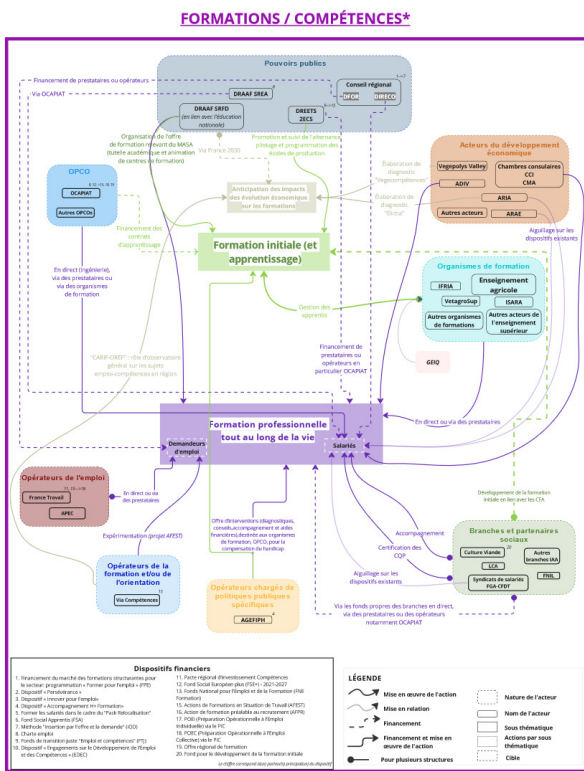 FORMATIONS / COMPÉTENCES*
Pouvoirs publics
Financement de prestataires ou opérateurs
Via OCAPIAT
DRAAF SREA
Conseil régional
DRAAF SRFD
(en lien avec l'éducation
nationale)
DREETS
2ECS
Organisation de l'offre
de formation relevant du MASA
(tutelle académique et animation
de centres de formation)
Via France 2030
Promotion et suivi de l'alternance,
pilotage et programmation des
écoles de production
Acteurs du développement
économique
Vegepolys Valley
Chambres consulaires
CCI
CMA
ADIV
ARIA
Autres acteurs
ARAE
Élaboration de
diagnostic
"Vegecompétences"
Élaboration de
diagnostic
Aiguillage sur les
dispositifs existants
OPCO
OCAPIAT
Autres OPCOs
Anticipation des impacts
des évolution économique
sur les formations
Financement des
contrats
d'apprentissage
Formation initiale (et
apprentissage)
En direct (ingénierie),
via des prestataires ou
via des organismes
de formation
Gestion des
apprentis
Organismes de formation
IFRIA
Enseignement
agricole
VetagroSup
ISARA
Autres organismes
de formations
Autres acteurs de
l'enseignement
supérieur
GEIQ
"CARIF-OREF" : rôle d'observatoire
général sur les sujets
emploi-compétences en région
Financement de
prestataires ou
opérateurs en
particulier OCAPIAT
Formation professionnelle
tout au long de la vie
Demandeurs
d'emploi
Salariés
En direct ou via des prestataires
Opérateurs de l'emploi
France Travail
APEC
En direct ou via
des prestataires
Expérimentation (projet AFEST)
Offre d'interventions (diagnostiques,
conseils,accompagnement et aides
financières),destinés aux organismes
de formation, OPCO, pour la
compensation du handicap
Accompagnement
Certification des
CQP
Aiguillage sur les
dispositifs existants
Développement de la formation
initiale en lien avec les CFA
Branches et partenaires
sociaux
20
Culture Viande
Autres
branches IAA
LCA
Syndicats de salariés
FGA-CFDT
FNIL
Opérateurs de la
formation et/ou de
l'orientation
Via Compétences
Opérateurs chargés de
politiques publiques
spécifiques
AGEFIPH
Via les fonds propres des branches en direct,
via des prestataires ou des opérateurs
notamment OCAPIAT
Dispositifs financiers
1. Financement du marché des formations structurantes pour
le secteur: programmation « Former pour l'emploi » (FPE)
2. Dispositif « Persévérance »
3. Dispositif « Innover pour l'emploi»
4. Dispositif « Accompagnement H+ Formation»
5. Former les salariés dans le cadre du "Pack Relocalisation"
6. Fond Social Apprentis (FSA)
7. Méthode "Insertion par l'offre et la demande" (IOD)
8. Charte emploi
9. Fonds de transition paste "Emploi et compétences" (FTJ)
10. Dispositif « Engagements sur le Développement de l'Emploi
et des Compétences » (EDEC)
11. Pacte régional d'Investissement Compétences
12. Fond Social Européen plus (FSE+) - 2021-2027
13. Fonds National pour l'Emploi et de la Formation (FNE
Formation)
15. Actions de Formations en Situation de Travail (AFEST)
16. Action de formation préalable au recrutement (AFPR)
17. POEI (Préparation Opérationnelle à l'Emploi
Individuelle) via le PIC
18. POEC (Préparation Opérationnelle à l'Emploi
Collective) via le PIC
19. Offre régional de formation
20. Fond pour le développement de la formation initiale
LÉGENDE
Mise en œuvre de l'action
Mise en relation
Financement
Financement et mise en
œuvre de l'action
Pour plusieurs structures
Nature de l'acteur
Nom de l'acteur
Sous thématique
Actions par sous
thématique
Cible